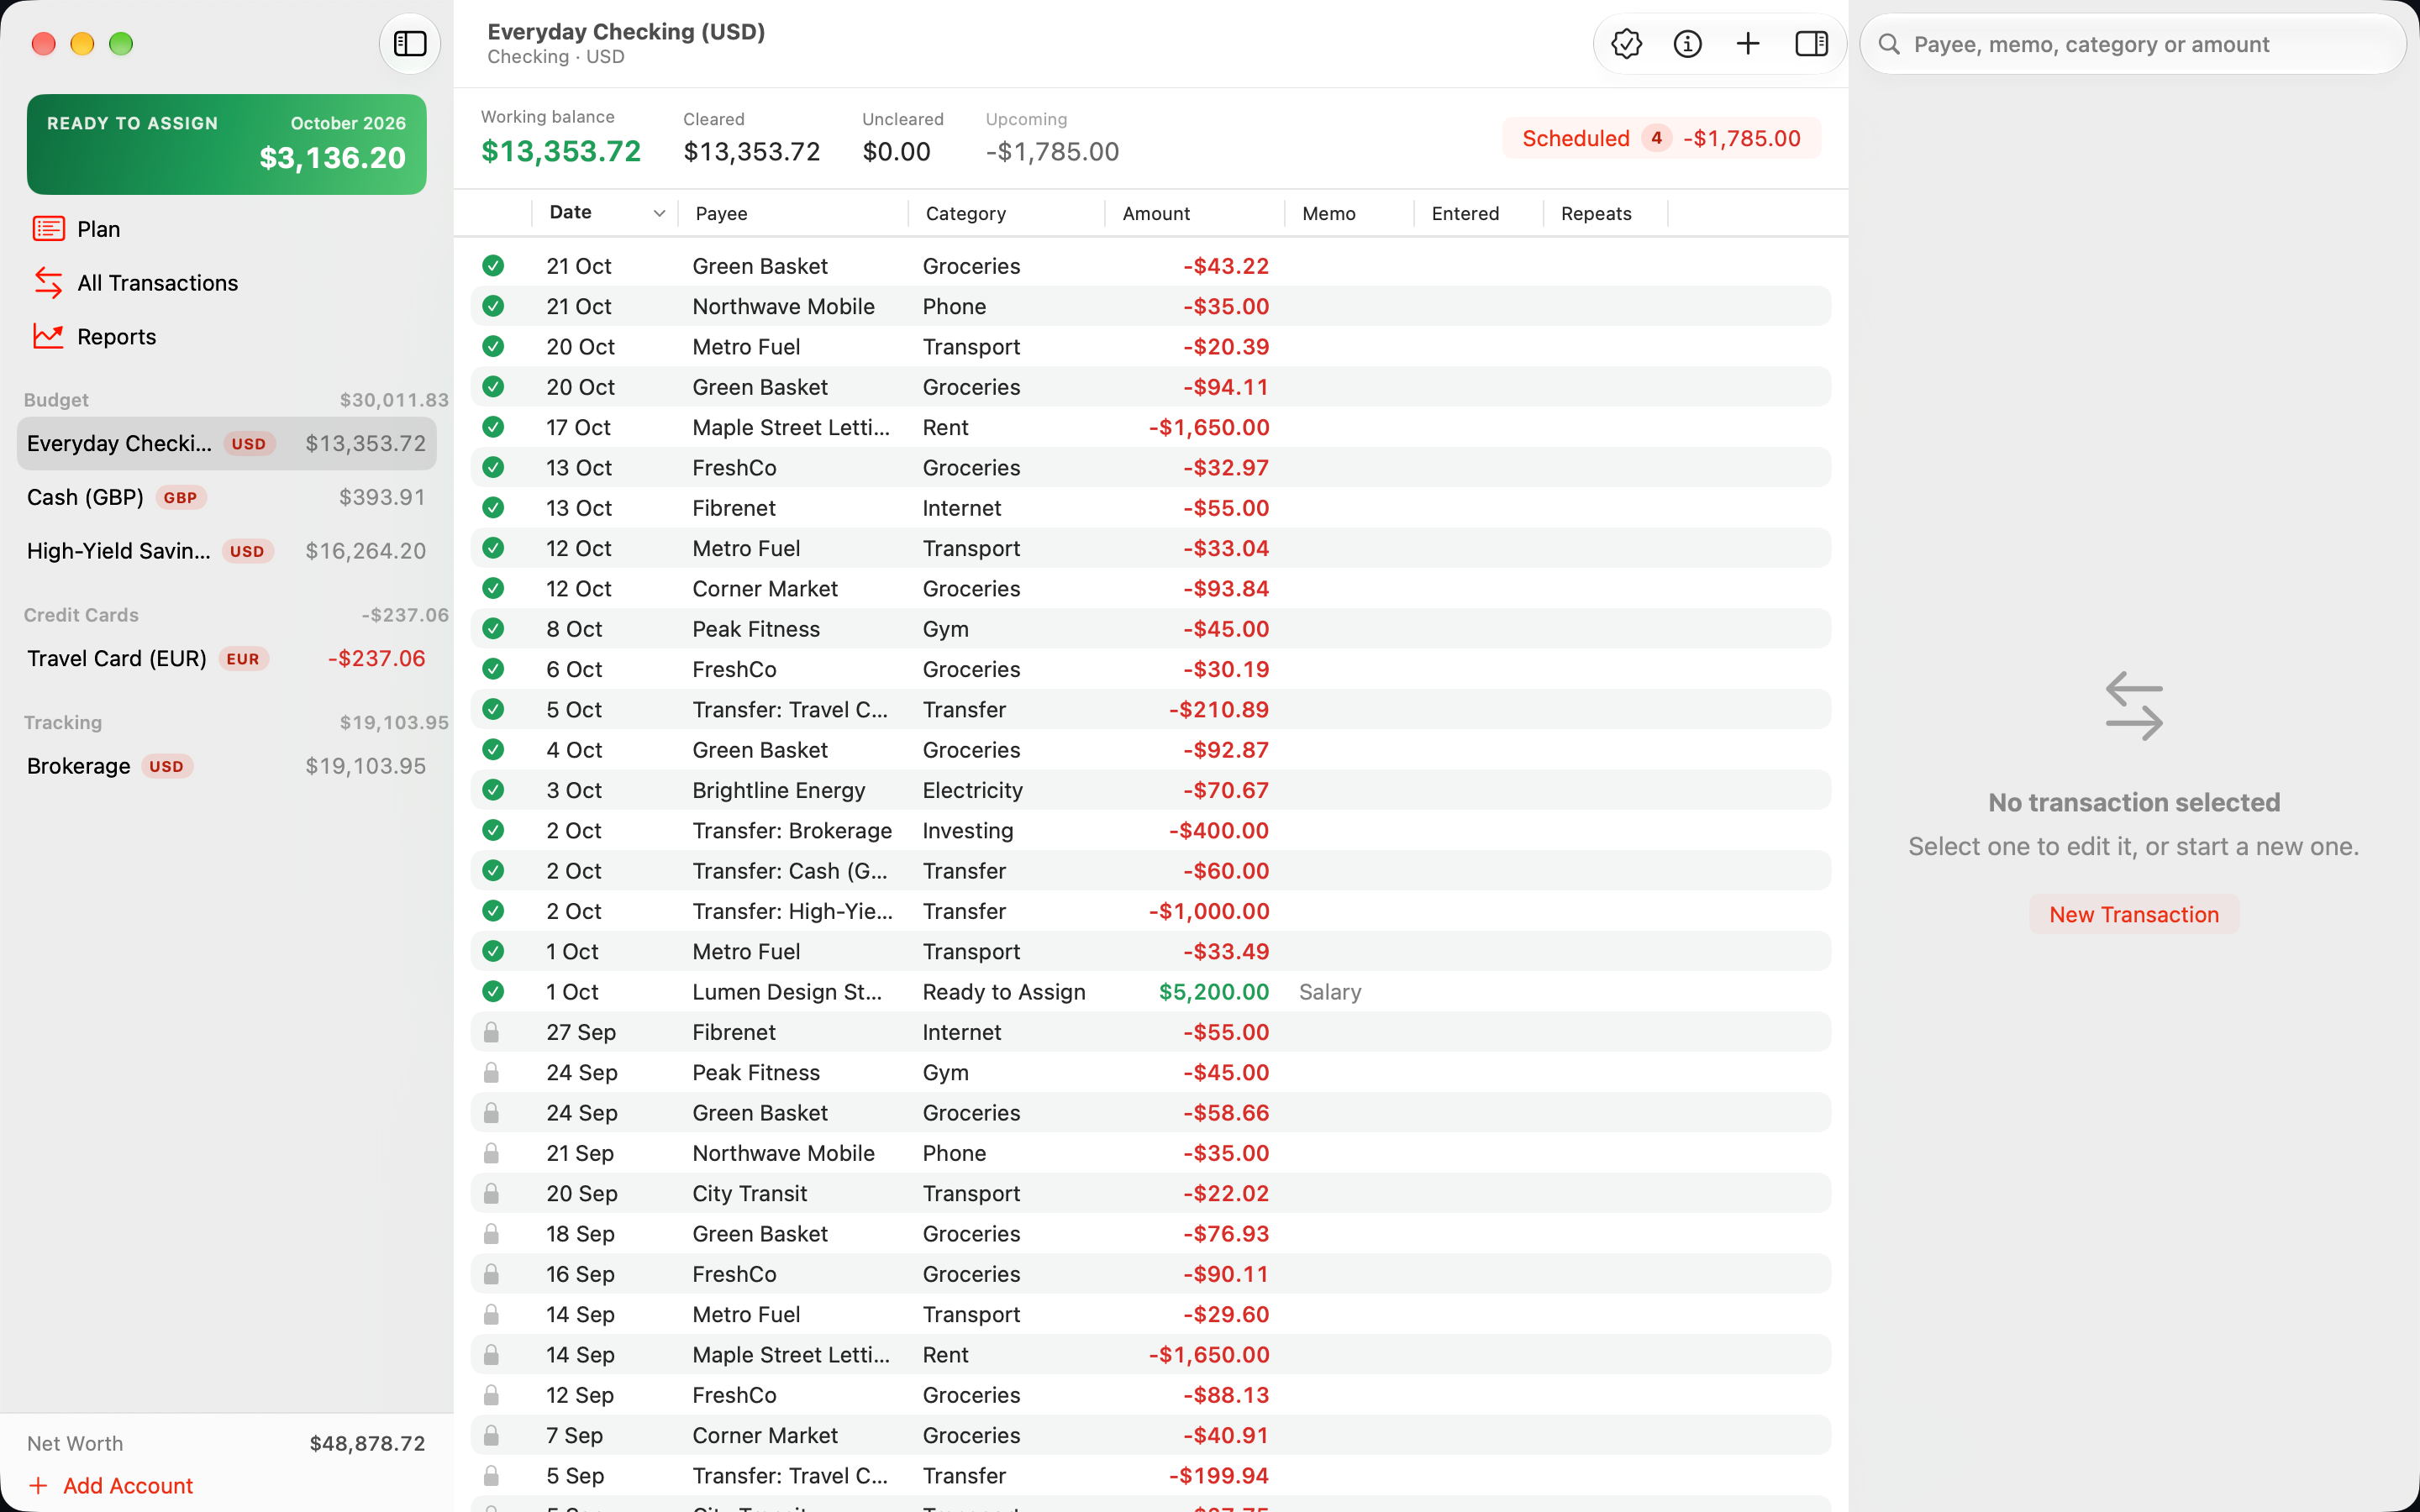 READY TO ASSIGN October 2026
$3,136.20
Plan
All Transactions
Reports
Budget $30,011.83
Everyday Checki... USD $13,353.72
Cash (GBP) GBP $393.91
High-Yield Savin... USD $16,264.20
Credit Cards -$237.06
Travel Card (EUR) EUR -$237.06
Tracking $19,103.95
Brokerage USD $19,103.95
Net Worth $48,878.72
Add Account
Everyday Checking (USD)
Checking · USD
Working balance Cleared Uncleared Upcoming
$13,353.72 $13,353.72 $0.00 -$1,785.00
Scheduled 4 -$1,785.00
Date Payee Category Amount Memo Entered Repeats
21 Oct Green Basket Groceries -$43.22
21 Oct Northwave Mobile Phone -$35.00
20 Oct Metro Fuel Transport -$20.39
20 Oct Green Basket Groceries -$94.11
17 Oct Maple Street Letti... Rent -$1,650.00
13 Oct FreshCo Groceries -$32.97
13 Oct Fibrenet Internet -$55.00
12 Oct Metro Fuel Transport -$33.04
12 Oct Corner Market Groceries -$93.84
8 Oct Peak Fitness Gym -$45.00
6 Oct FreshCo Groceries -$30.19
5 Oct Transfer: Travel C... Transfer -$210.89
4 Oct Green Basket Groceries -$92.87
3 Oct Brightline Energy Electricity -$70.67
2 Oct Transfer: Brokerage Investing -$400.00
2 Oct Transfer: Cash (G... Transfer -$60.00
2 Oct Transfer: High-Yie... Transfer -$1,000.00
1 Oct Metro Fuel Transport -$33.49
1 Oct Lumen Design St... Ready to Assign $5,200.00 Salary
27 Sep Fibrenet Internet -$55.00
24 Sep Peak Fitness Gym -$45.00
24 Sep Green Basket Groceries -$58.66
21 Sep Northwave Mobile Phone -$35.00
20 Sep City Transit Transport -$22.02
18 Sep Green Basket Groceries -$76.93
16 Sep FreshCo Groceries -$90.11
14 Sep Metro Fuel Transport -$29.60
14 Sep Maple Street Letti... Rent -$1,650.00
12 Sep FreshCo Groceries -$88.13
7 Sep Corner Market Groceries -$40.91
5 Sep Transfer: Travel C... Transfer -$199.94
Payee, memo, category or amount
No transaction selected
Select one to edit it, or start a new one.
New Transaction